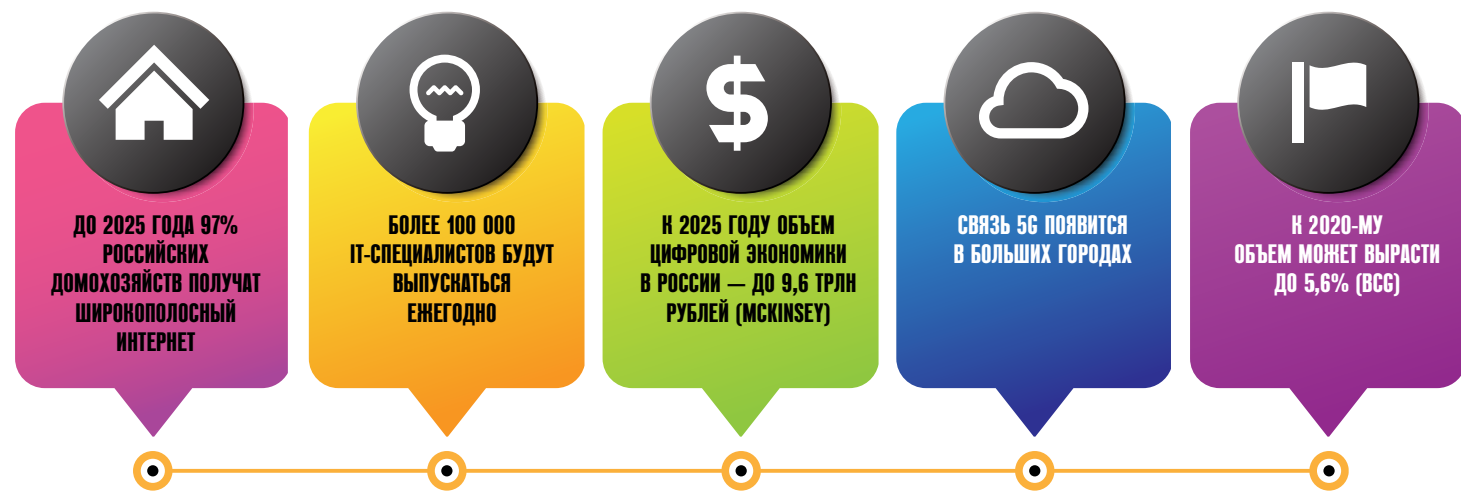 ДО 2025 ГОДА 97%
РОССИЙСКИХ
ДОМОХОЗЯЙСТВ ПОЛУЧАТ
ШИРОКОПОЛОСНЫЙ
ИНТЕРНЕТ
БОЛЕЕ 100 000
IT-СПЕЦИАЛИСТОВ БУДУТ
ВЫПУСКАТЬСЯ
ЕЖЕГОДНО
К 2025 ГОДУ ОБЪЕМ
ЦИФРОВОЙ ЭКОНОМИКИ
В РОССИИ — ДО 9,6 ТРЛН
РУБЛЕЙ (MCKINSEY)
СВЯЗЬ 5G ПОЯВИТСЯ
В БОЛЬШИХ ГОРОДАХ
К 2020-МУ
ОБЪЕМ МОЖЕТ ВЫРАСТИ
ДО 5,6% (BCG)